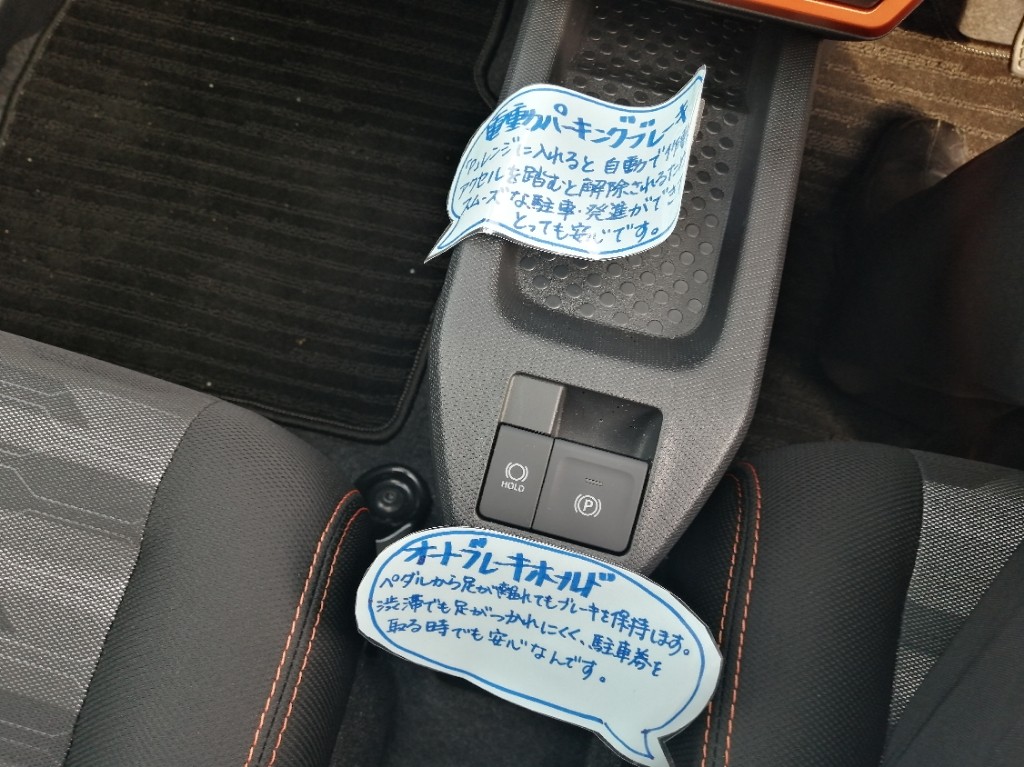 電動パーキングブレーキ
「P」レンジに入れると自動で
アクセルを踏むと解除される
スムーズな駐車・発進ができ
とっても安心です。
HOLD
P
オートブレーキホールド
ペダルから足が離れてもブレーキを保持します。
渋滞でも足がつかれにくく、駐車券を
取る時でも安心なんです。